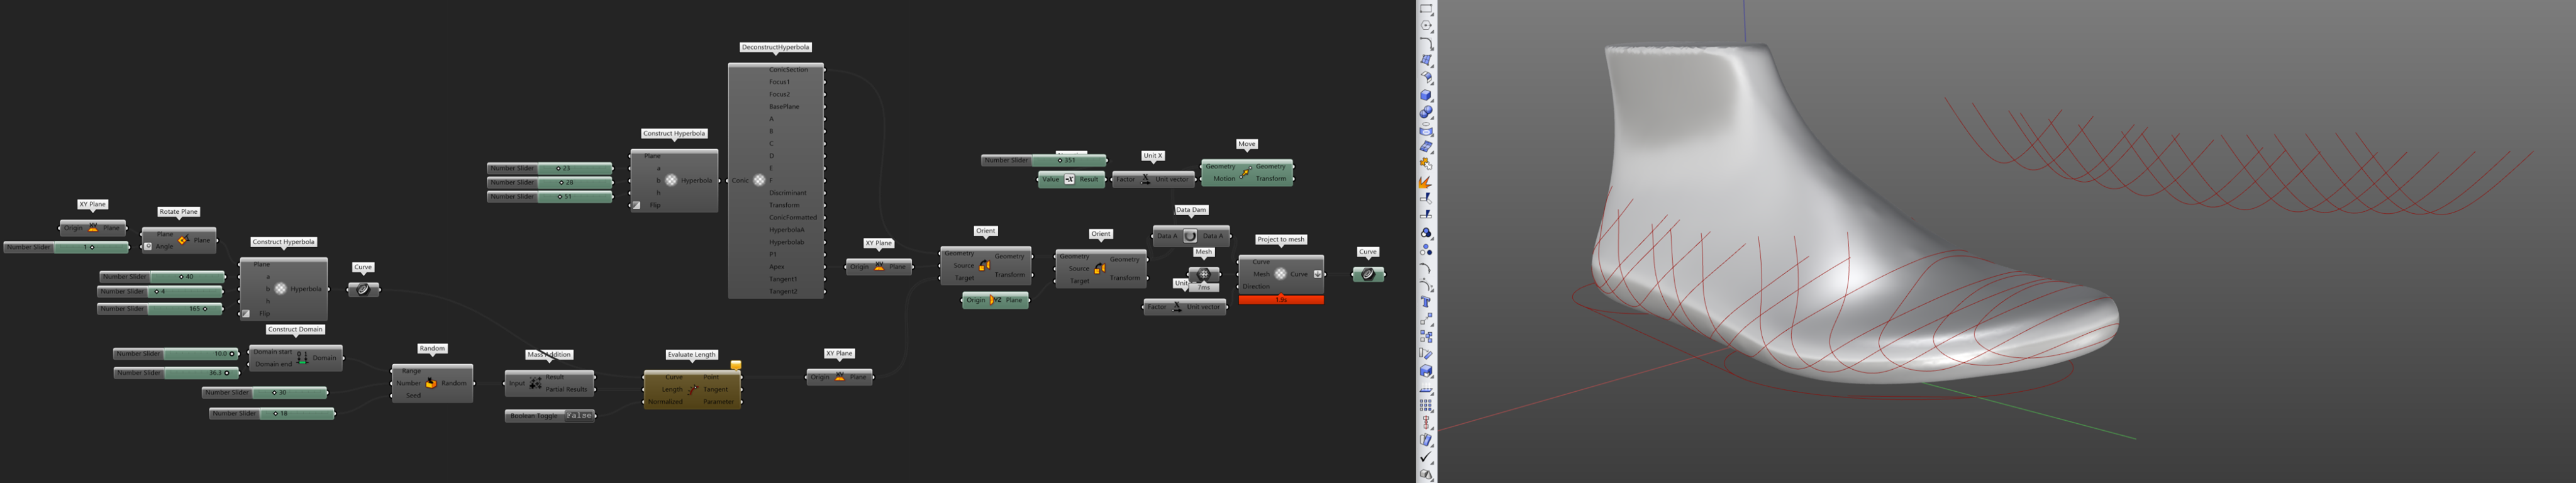 XY Plane
Origin Plane
Number Slider 1
Rotate Plane
Plane
Angle
Plane
Number Slider 40
Number Slider 4
Number Slider 165
Construct Hyperbola
Plane
a
b
h
Flip
Hyperbola
Curve
Construct Domain
Number Slider 10.0
Number Slider 36.3
Domain start
Domain end
Domain
Number Slider 30
Number Slider 18
Random
Range
Number
Seed
Random
Mass Addition
Input
Result
Partial Results
Boolean Toggle False
Evaluate Length
Curve
Length
Normalized
Point
Tangent
Parameter
XY Plane
Origin Plane
Number Slider 23
Number Slider 28
Number Slider 51
Construct Hyperbola
Plane
a
b
h
Flip
Hyperbola
DeconstructHyperbola
Conic
ConicSection
Focus1
Focus2
BasePlane
A
B
C
D
E
F
Discriminant
Transform
ConicFormatted
HyperbolaA
Hyperbolab
P1
Apex
Tangent1
Tangent2
XY Plane
Origin Plane
Orient
Geometry
Source
Target
Geometry
Transform
Origin YZ Plane
Orient
Geometry
Source
Target
Geometry
Transform
Number Slider 351
Value -x Result
Unit X
Factor Unit vector
Move
Geometry
Motion
Geometry
Transform
Data Dam
Data A Data A
Mesh
7ms
Factor Unit vector
Project to mesh
Curve
Mesh
Direction
Curve
1.9s
Curve